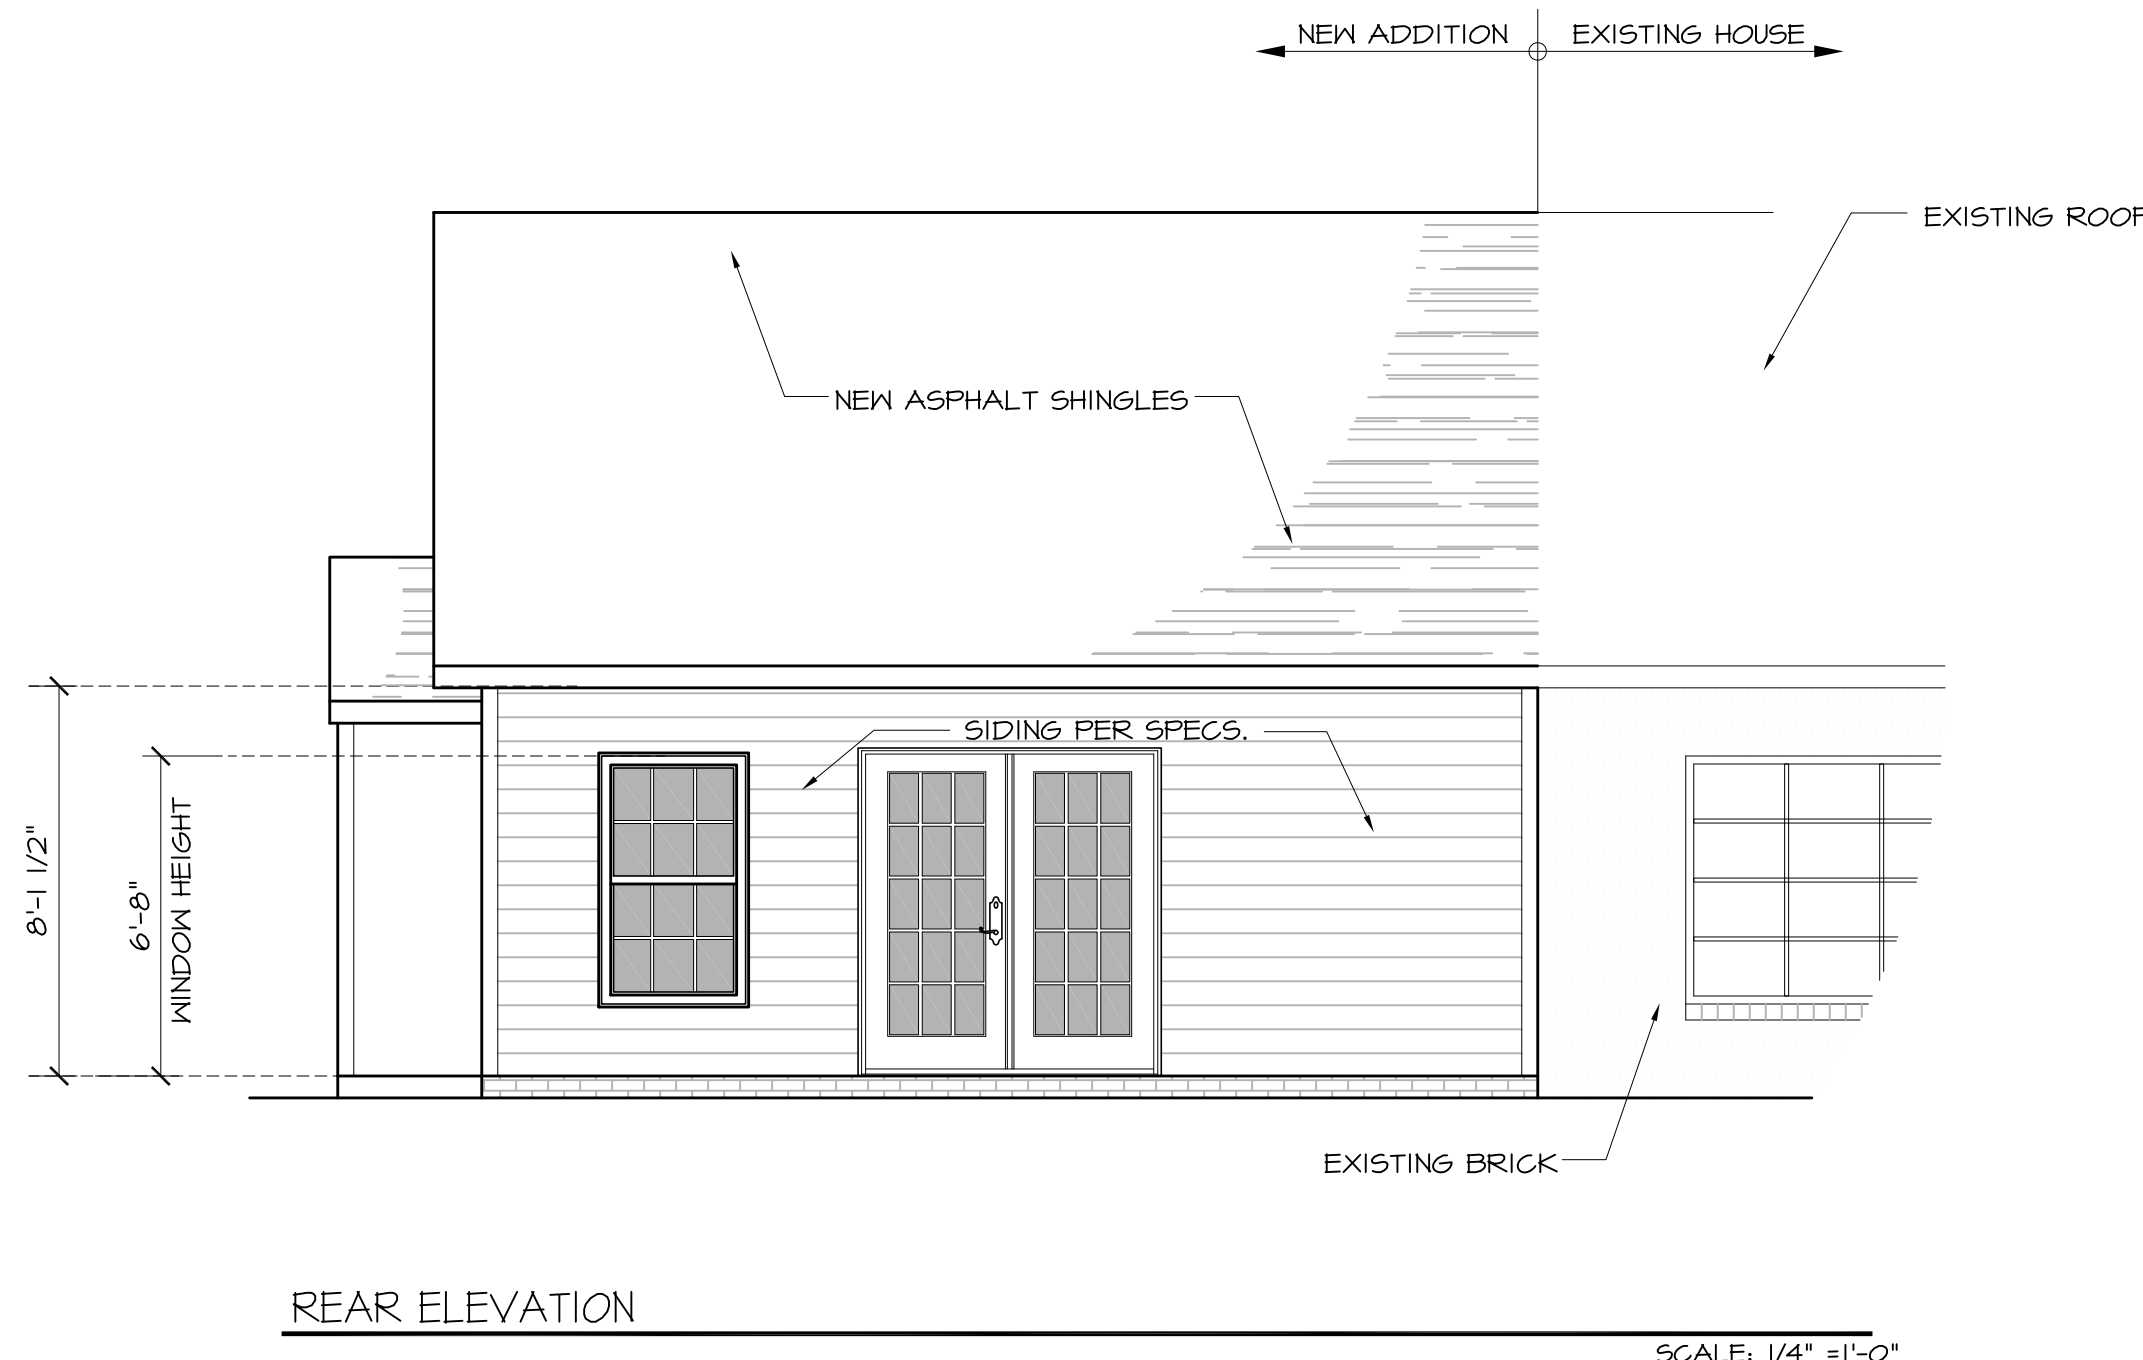 NEW ADDITION
EXISTING HOUSE
EXISTING ROOF
NEW ASPHALT SHINGLES
SIDING PER SPECS.
8'-1 1/2"
6'-8"
WINDOW HEIGHT
EXISTING BRICK
REAR ELEVATION
SCALE: 1/4" =1'-0"